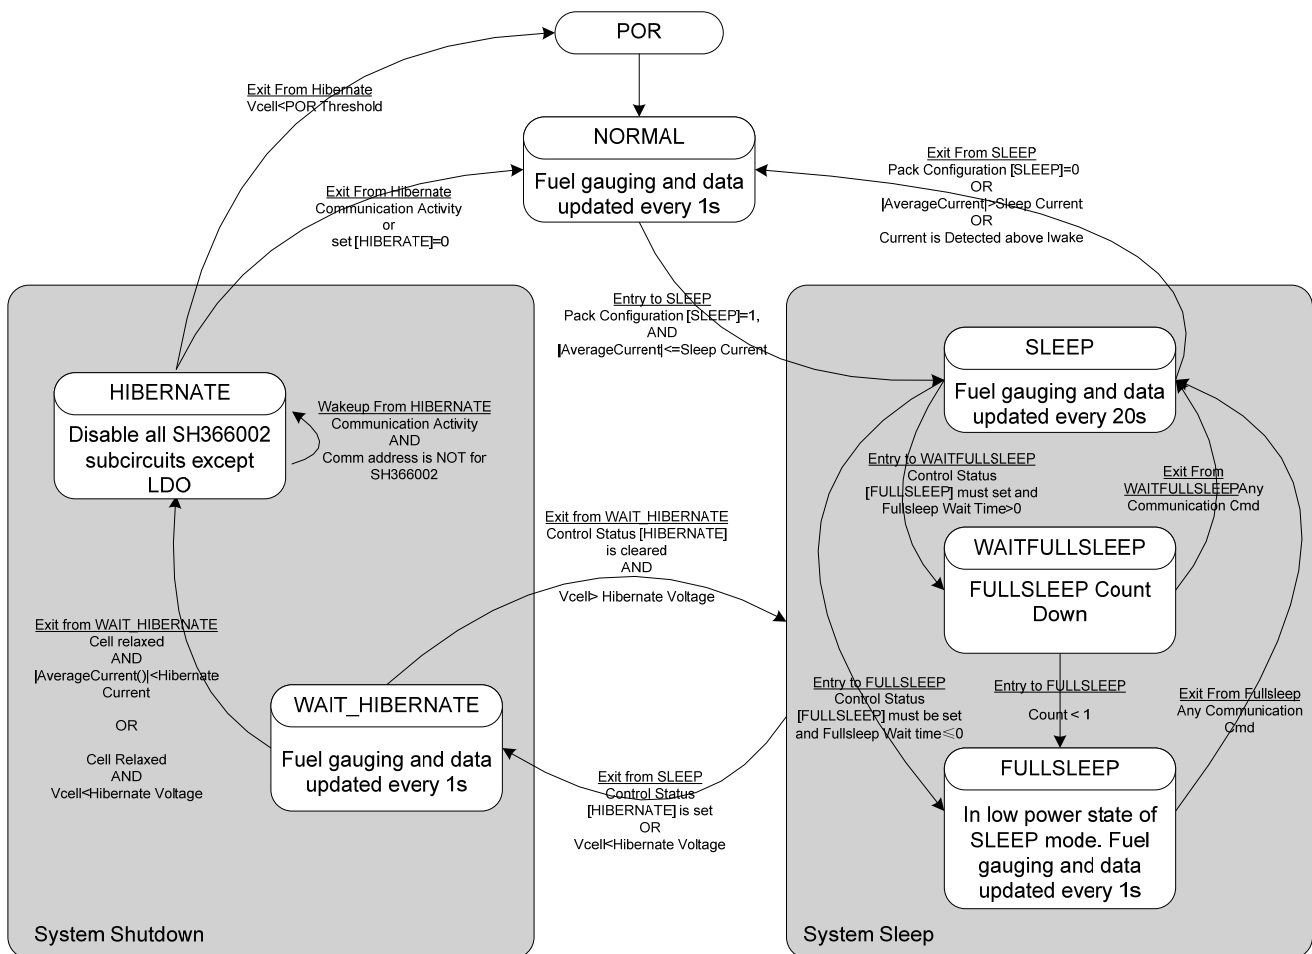 POR
Exit From Hibernate
Vcell<POR Threshold
NORMAL
Fuel gauging and data
updated every 1s
Exit From SLEEP
Pack Configuration [SLEEP]=0
OR
|AverageCurrent|>Sleep Current
OR
Current is Detected above Iwake
Exit From Hibernate
Communication Activity
or
set [HIBERATE]=0
Entry to SLEEP
Pack Configuration [SLEEP]=1,
AND
|AverageCurrent|<=Sleep Current
HIBERNATE
Disable all SH366002
subcircuits except
LDO
Wakeup From HIBERNATE
Communication Activity
AND
Comm address is NOT for
SH366002
SLEEP
Fuel gauging and data
updated every 20s
Entry to WAITFULLSLEEP
Control Status
[FULLSLEEP] must set and
Fullsleep Wait Time>0
Exit From
WAITFULLSLEEP Any
Communication Cmd
WAITFULLSLEEP
FULLSLEEP Count
Down
Exit from WAIT_HIBERNATE
Control Status [HIBERNATE]
is cleared
AND
Vcell> Hibernate Voltage
Exit from WAIT_HIBERNATE
Cell relaxed
AND
|AverageCurrent()|<Hibernate
Current
OR
Cell Relaxed
AND
Vcell<Hibernate Voltage
WAIT_HIBERNATE
Fuel gauging and data
updated every 1s
Exit from SLEEP
Control Status
[HIBERNATE] is set
OR
Vcell<Hibernate Voltage
Entry to FULLSLEEP
Control Status
[FULLSLEEP] must be set
and Fullsleep Wait time≤0
Entry to FULLSLEEP
Count < 1
Exit From Fullsleep
Any Communication
Cmd
FULLSLEEP
In low power state of
SLEEP mode. Fuel
gauging and data
updated every 1s
System Shutdown
System Sleep